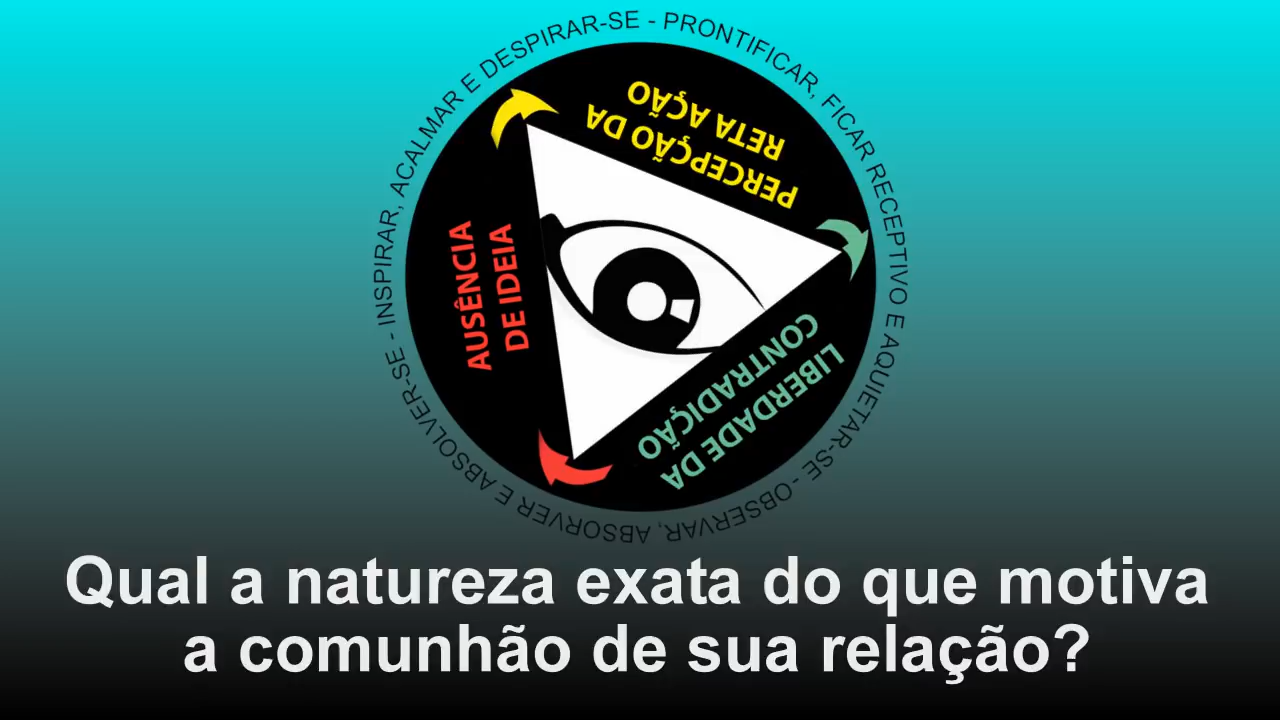 INSPIRAR, ACALMAR E DESPIRAR-SE - PRONTIFICAR, FICAR RECEPTIVO E AQUIETAR-SE - OBSERVAR, ABSORVER E ABSOLVER-SE -
PERCEPÇÃO DA
RETA AÇÃO
AUSÊNCIA
DE IDEIA
LIBERDADE DA
CONTRADIÇÃO
Qual a natureza exata do que motiva
a comunhão de sua relação?